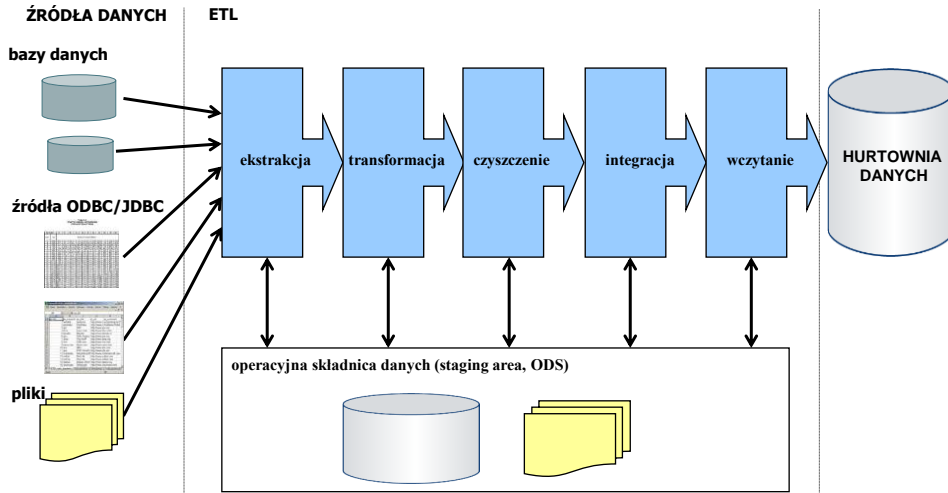 ŹRÓDŁA DANYCH
ETL
bazy danych
ekstrakcja
transformacja
czyszczenie
integracja
wczytanie
HURTOWNIA
DANYCH
źródła ODBC/JDBC
operacyjna składnica danych (staging area, ODS)
pliki